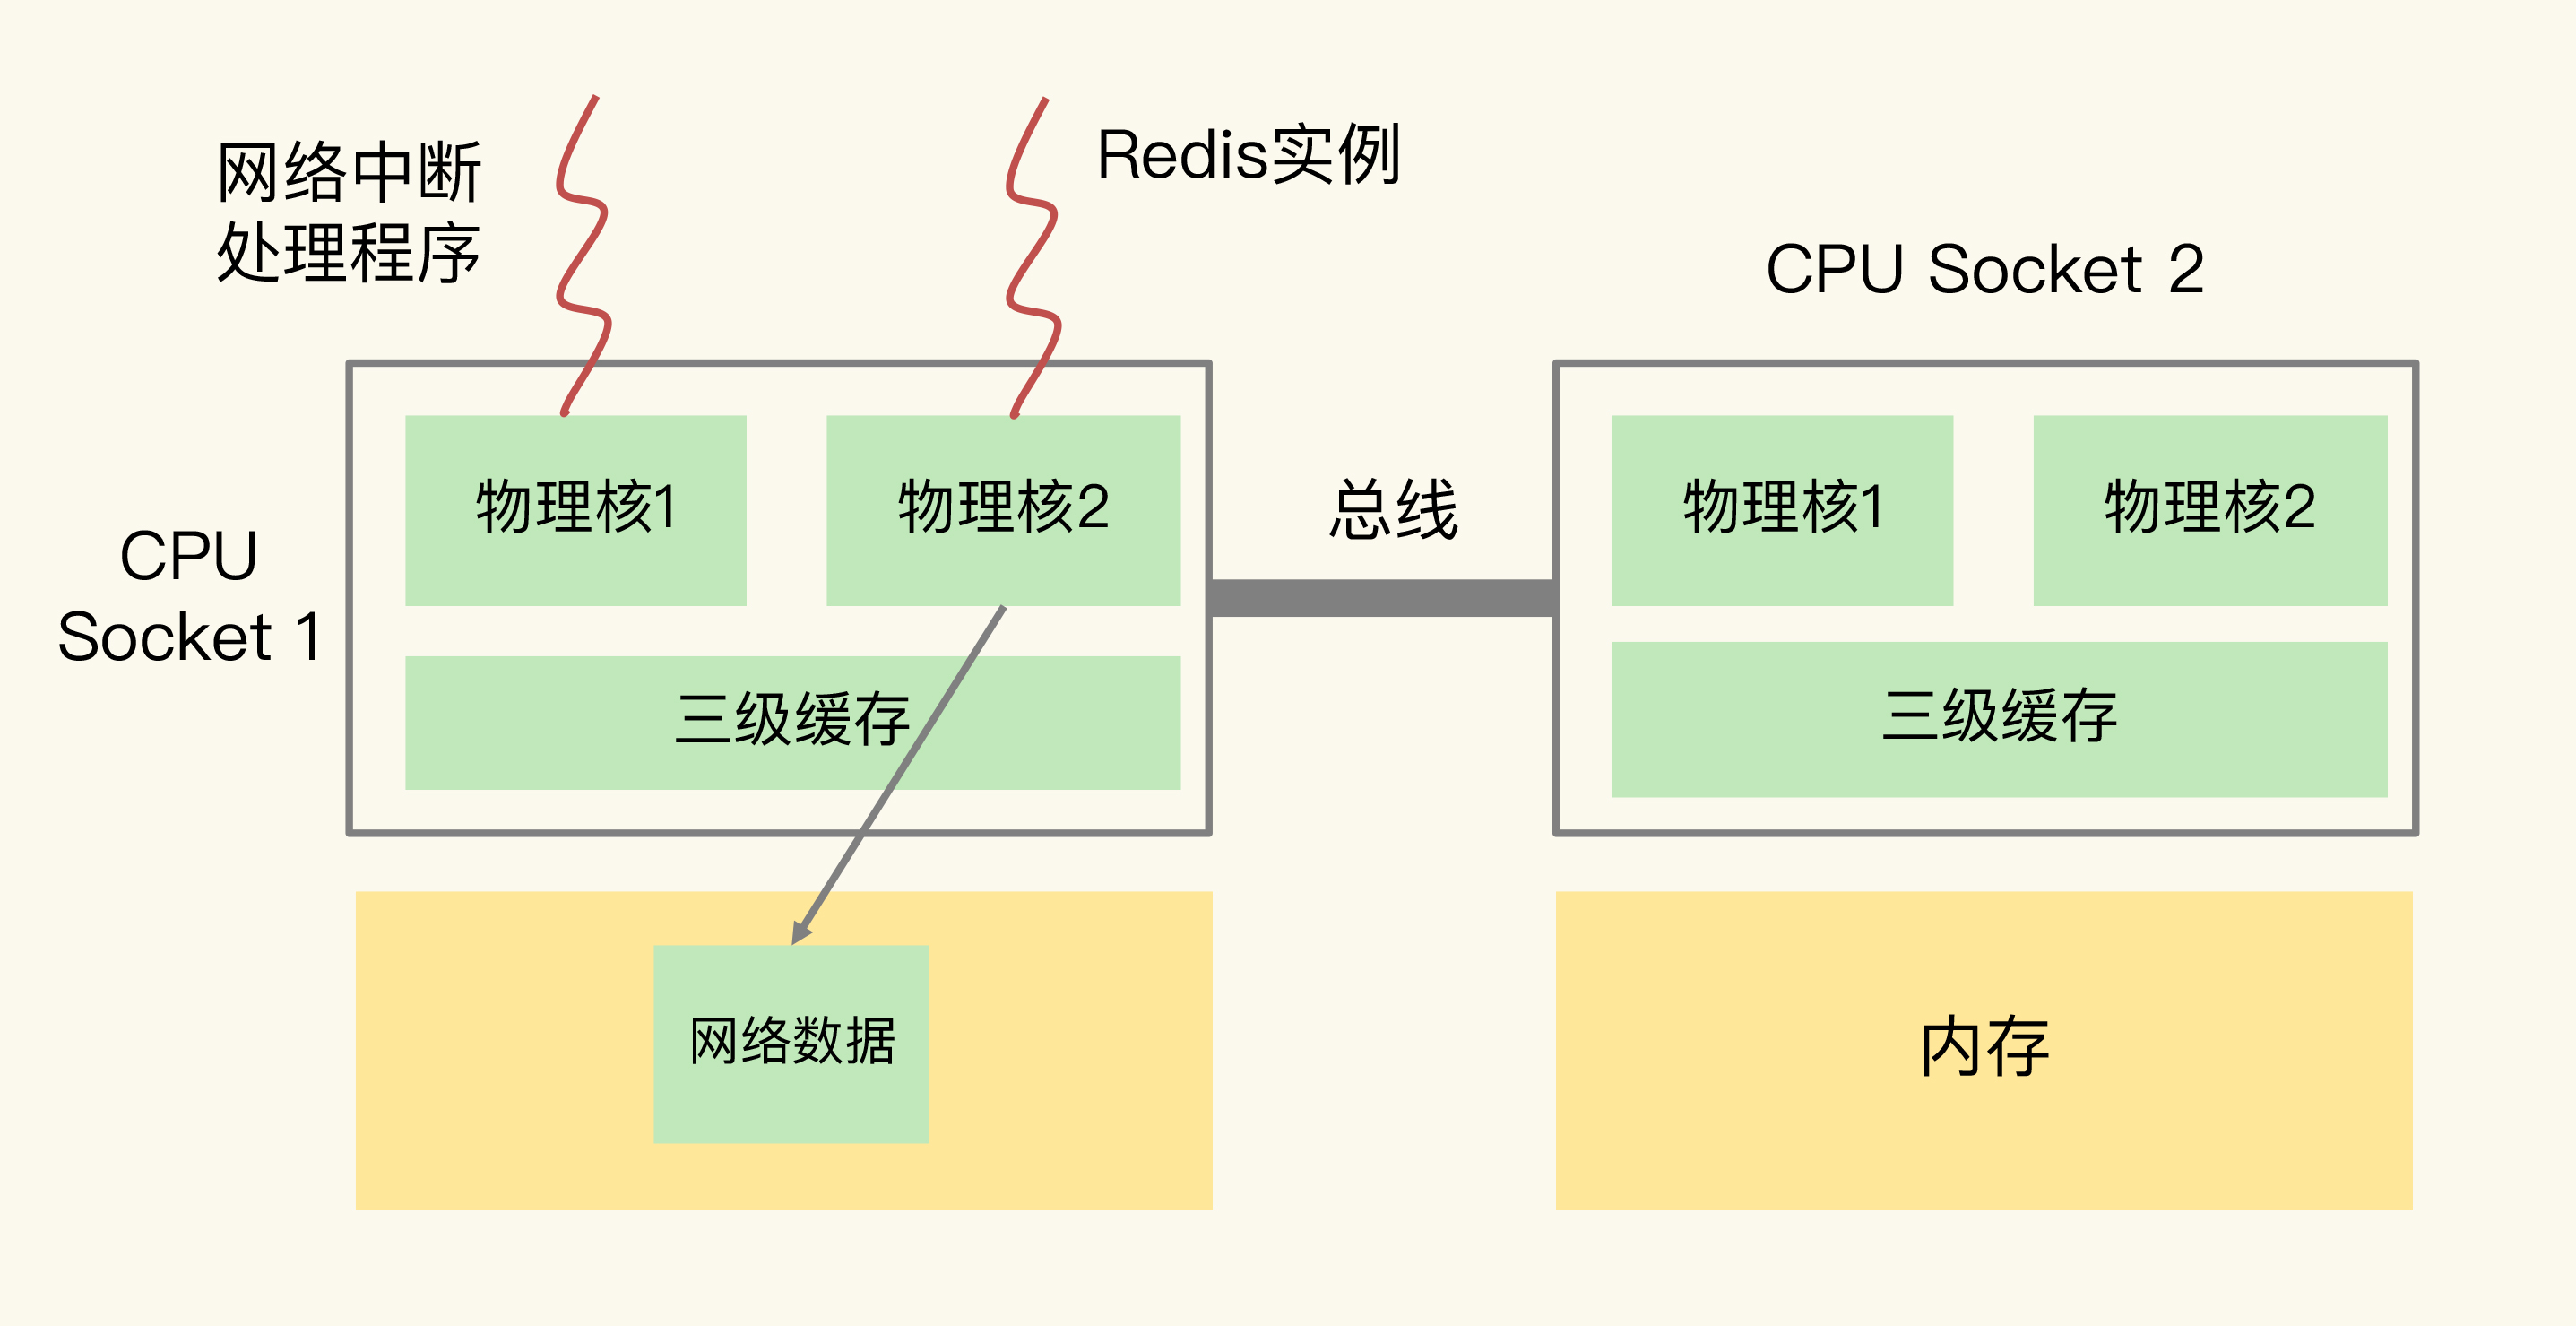 网络中断
处理程序
Redis实例
CPU Socket 2
CPU
Socket 1
物理核1
物理核2
总线
物理核1
物理核2
三级缓存
三级缓存
网络数据
内存